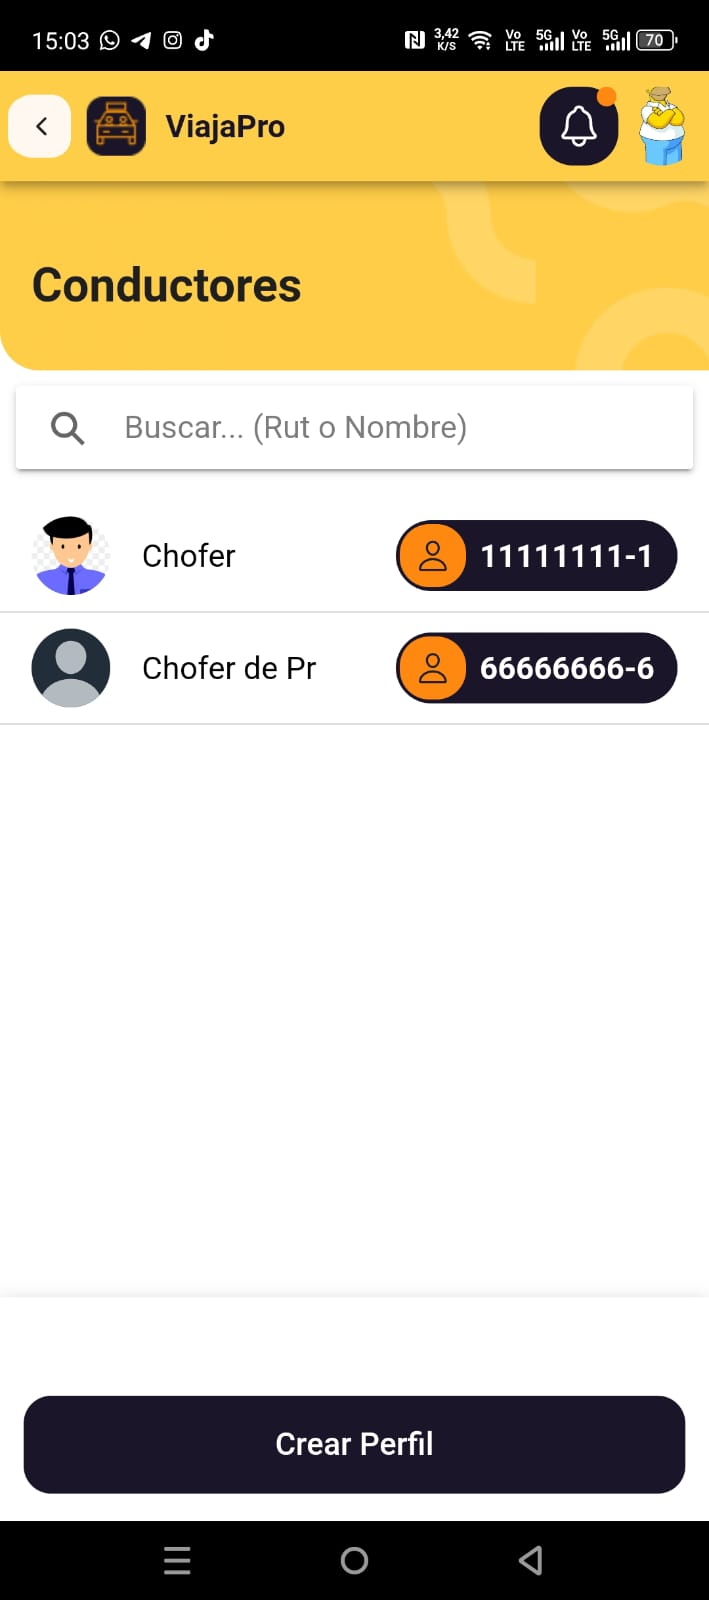 15:03 3,42 K/S Vo LTE 5G Vo LTE 5G 70
ViajaPro
Conductores
Buscar... (Rut o Nombre)
Chofer 11111111-1
Chofer de Pr 66666666-6
Crear Perfil